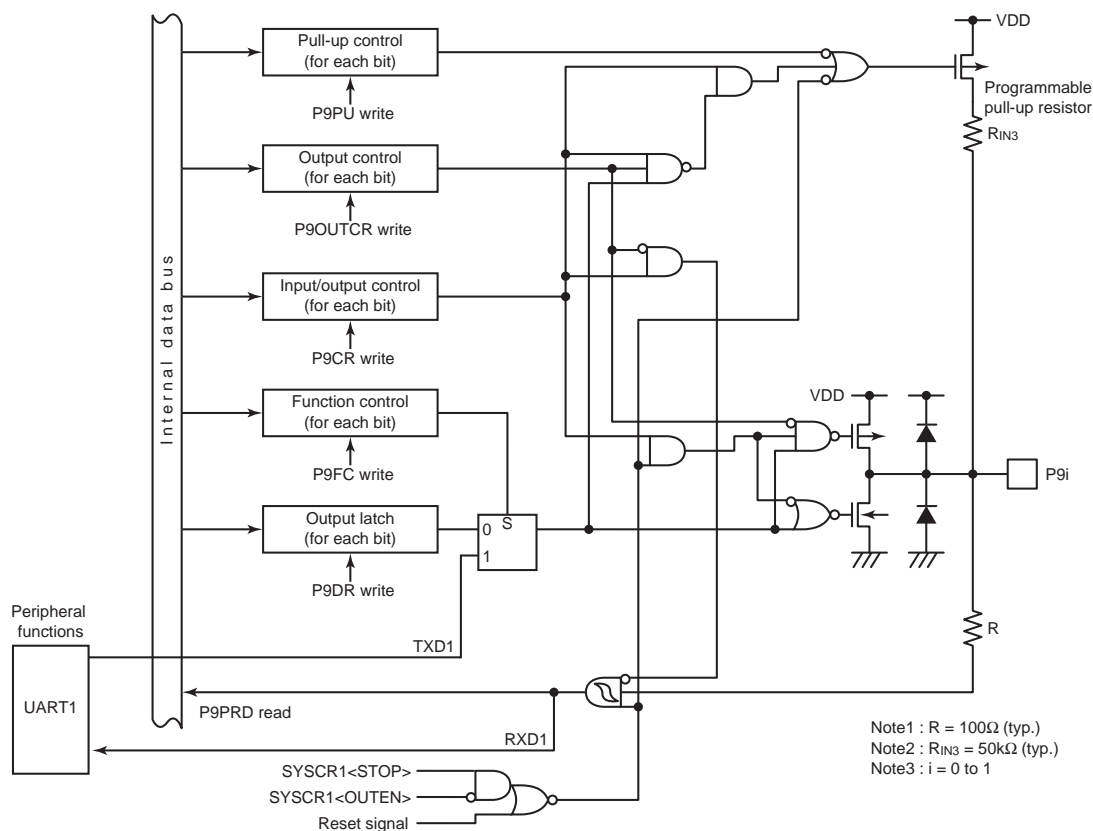 VDD
Pull-up control
(for each bit)
P9PU write
Programmable
pull-up resistor
RIN3
Output control
(for each bit)
P9OUTCR write
Internal data bus
Input/output control
(for each bit)
P9CR write
Function control
(for each bit)
P9FC write
VDD
P9i
Output latch
(for each bit)
P9DR write
0
S
1
Peripheral
functions
TXD1
R
UART1
P9PRD read
RXD1
Note1 : R = 100Ω (typ.)
Note2 : RIN3 = 50kΩ (typ.)
Note3 : i = 0 to 1
SYSCR1<STOP>
SYSCR1<OUTEN>
Reset signal